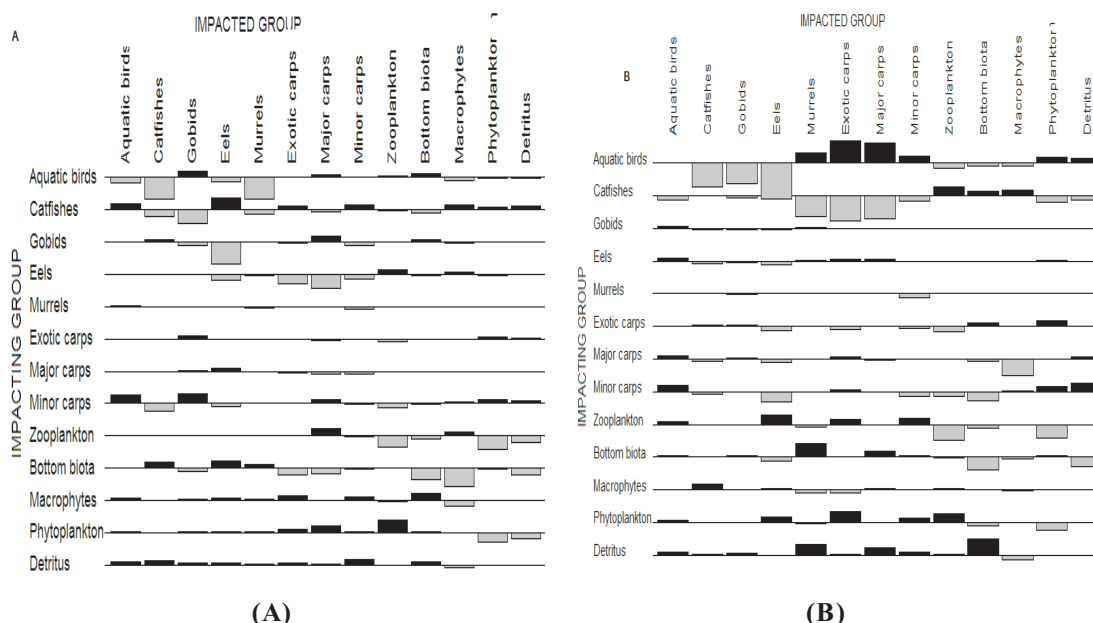 A
IMPACTED GROUP
Aquatic birds
Catfishes
Gobids
Eels
Murrels
Exotic carps
Major carps
Minor carps
Zooplankton
Bottom biota
Macrophytes
Phytoplankton
Detritus
IMPACTING GROUP
Aquatic birds
Catfishes
Gobids
Eels
Murrels
Exotic carps
Major carps
Minor carps
Zooplankton
Bottom biota
Macrophytes
Phytoplankton
Detritus
(A)
B
IMPACTED GROUP
Aquatic birds
Catfishes
Gobids
Eels
Murrels
Exotic carps
Major carps
Minor carps
Zooplankton
Bottom biota
Macrophytes
Phytoplankton
Detritus
IMPACTING GROUP
Aquatic birds
Catfishes
Gobids
Eels
Murrels
Exotic carps
Major carps
Minor carps
Zooplankton
Bottom biota
Macrophytes
Phytoplankton
Detritus
(B)